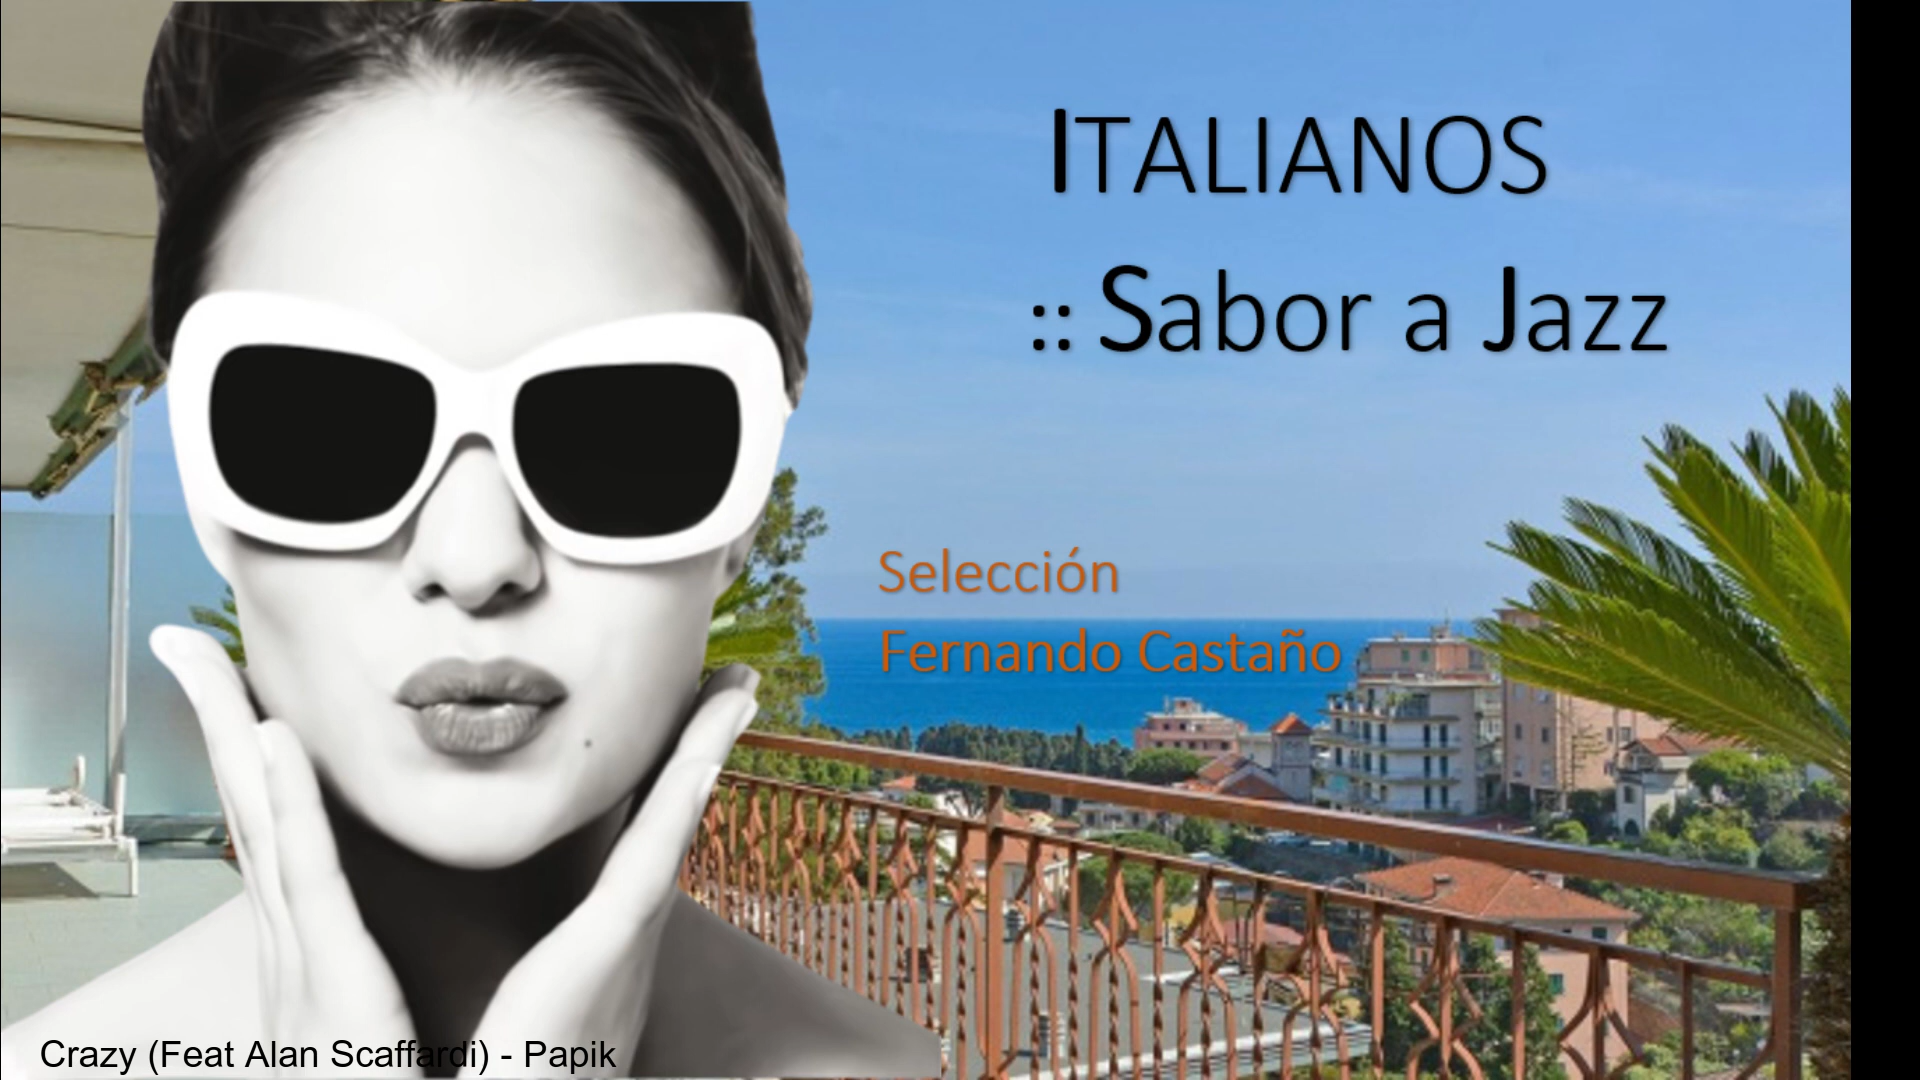 ITALIANOS
:: Sabor a Jazz
Selección
Fernando Castaño
Crazy (Feat Alan Scaffardi) - Papik